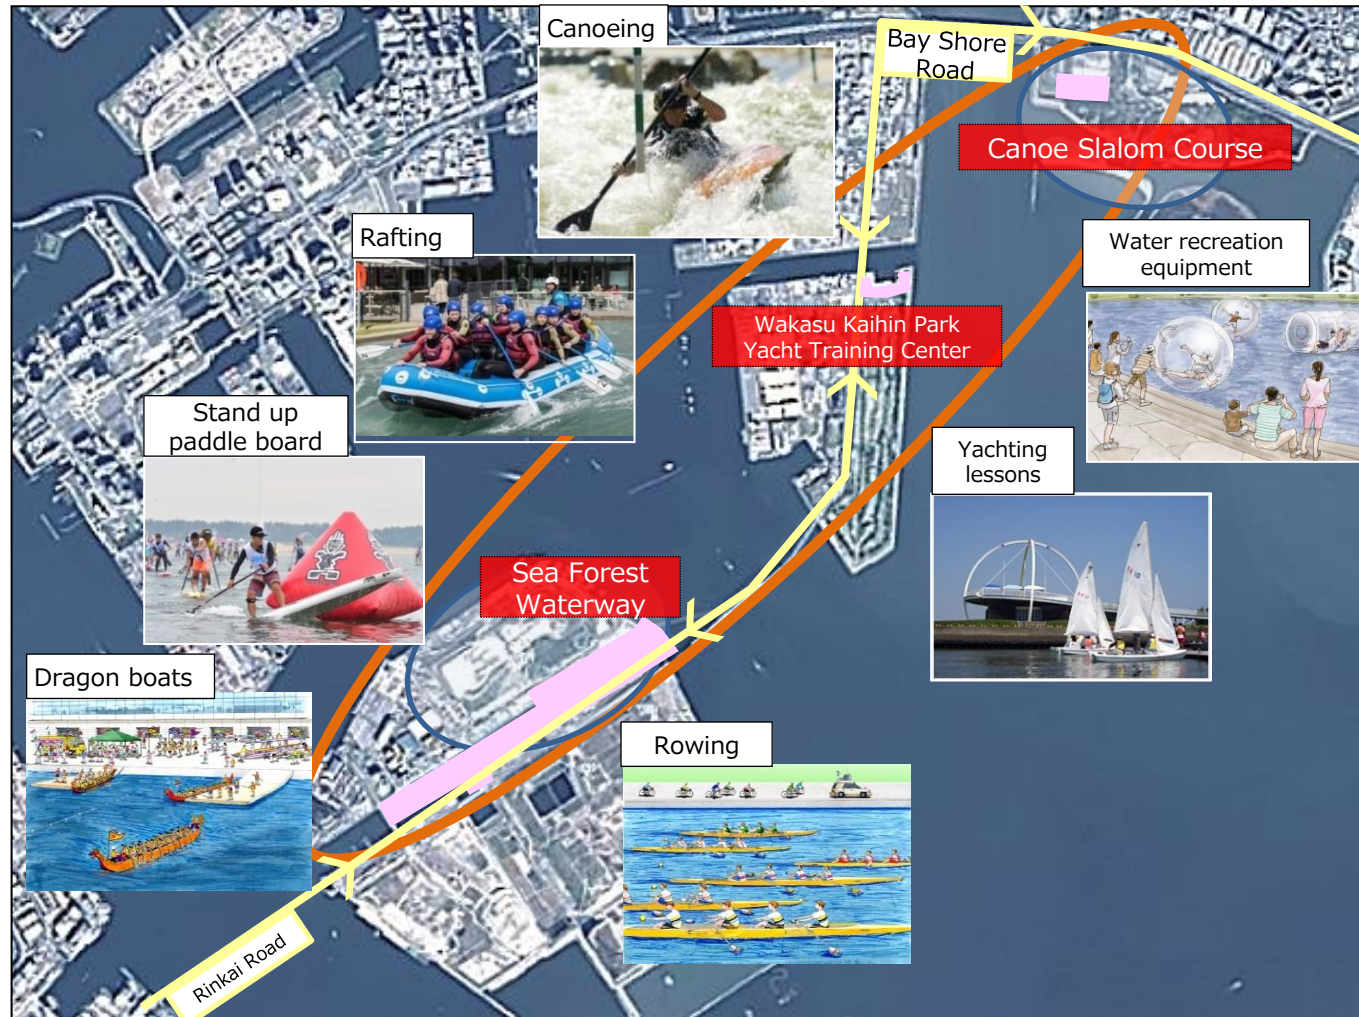 Canoeing
Bay Shore
Road
Canoe Slalom Course
Rafting
Water recreation
equipment
Wakasu Kaihin Park
Yacht Training Center
Stand up
paddle board
Yachting
lessons
Sea Forest
Waterway
Dragon boats
Rowing
Rinkai Road